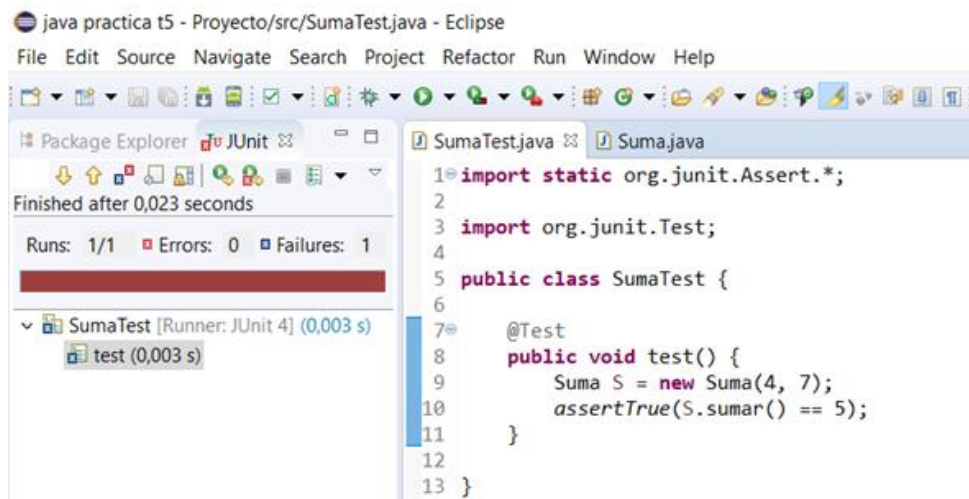 java practica t5 - Proyecto/src/SumaTest.java - Eclipse
File Edit Source Navigate Search Project Refactor Run Window Help
Package Explorer JUnit
Finished after 0,023 seconds
Runs: 1/1 Errors: 0 Failures: 1
SumaTest [Runner: JUnit 4] (0,003 s)
test (0,003 s)
SumaTest.java Suma.java
1 import static org.junit.Assert.*;
2
3 import org.junit.Test;
4
5 public class SumaTest {
6
7 @Test
8 public void test() {
9 Suma S = new Suma(4, 7);
10 assertTrue(S.sumar() == 5);
11 }
12
13 }